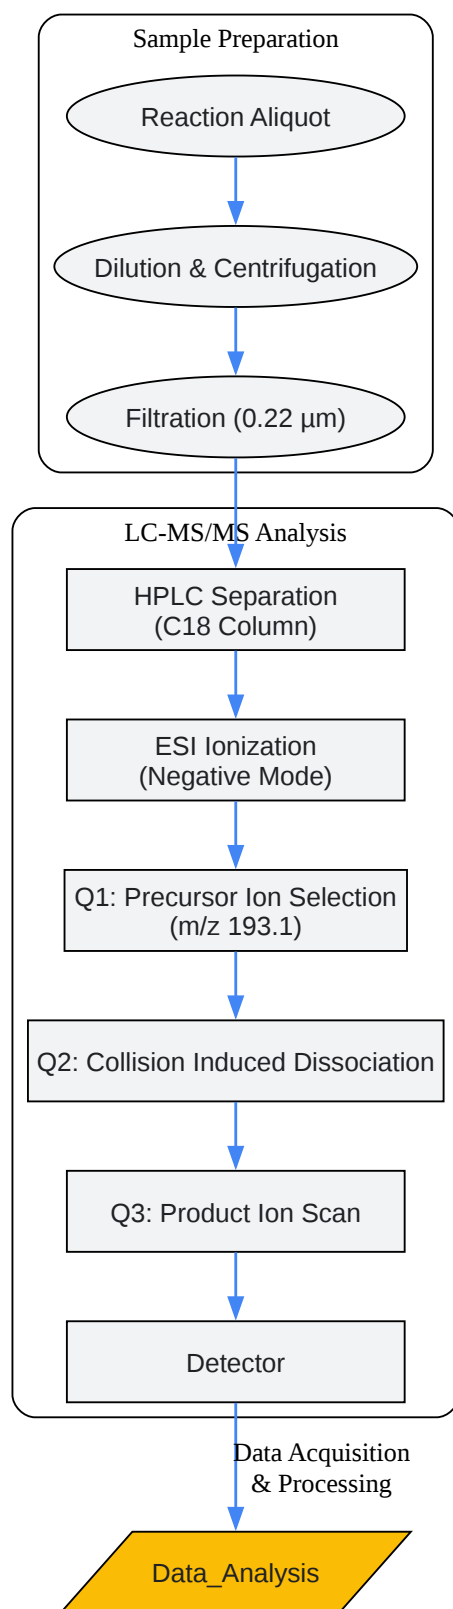 Sample Preparation
Reaction Aliquot
Dilution & Centrifugation
Filtration (0.22 µm)
LC-MS/MS Analysis
HPLC Separation
(C18 Column)
ESI Ionization
(Negative Mode)
Q1: Precursor Ion Selection
(m/z 193.1)
Q2: Collision Induced Dissociation
Q3: Product Ion Scan
Detector
Data Acquisition
& Processing
Data_Analysis